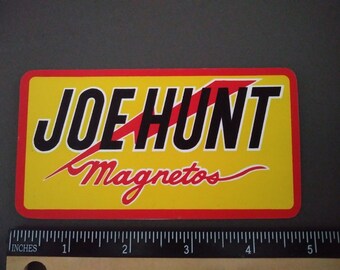 JOE HUNT
Magnetos
INCHES 1 2 3 4 5